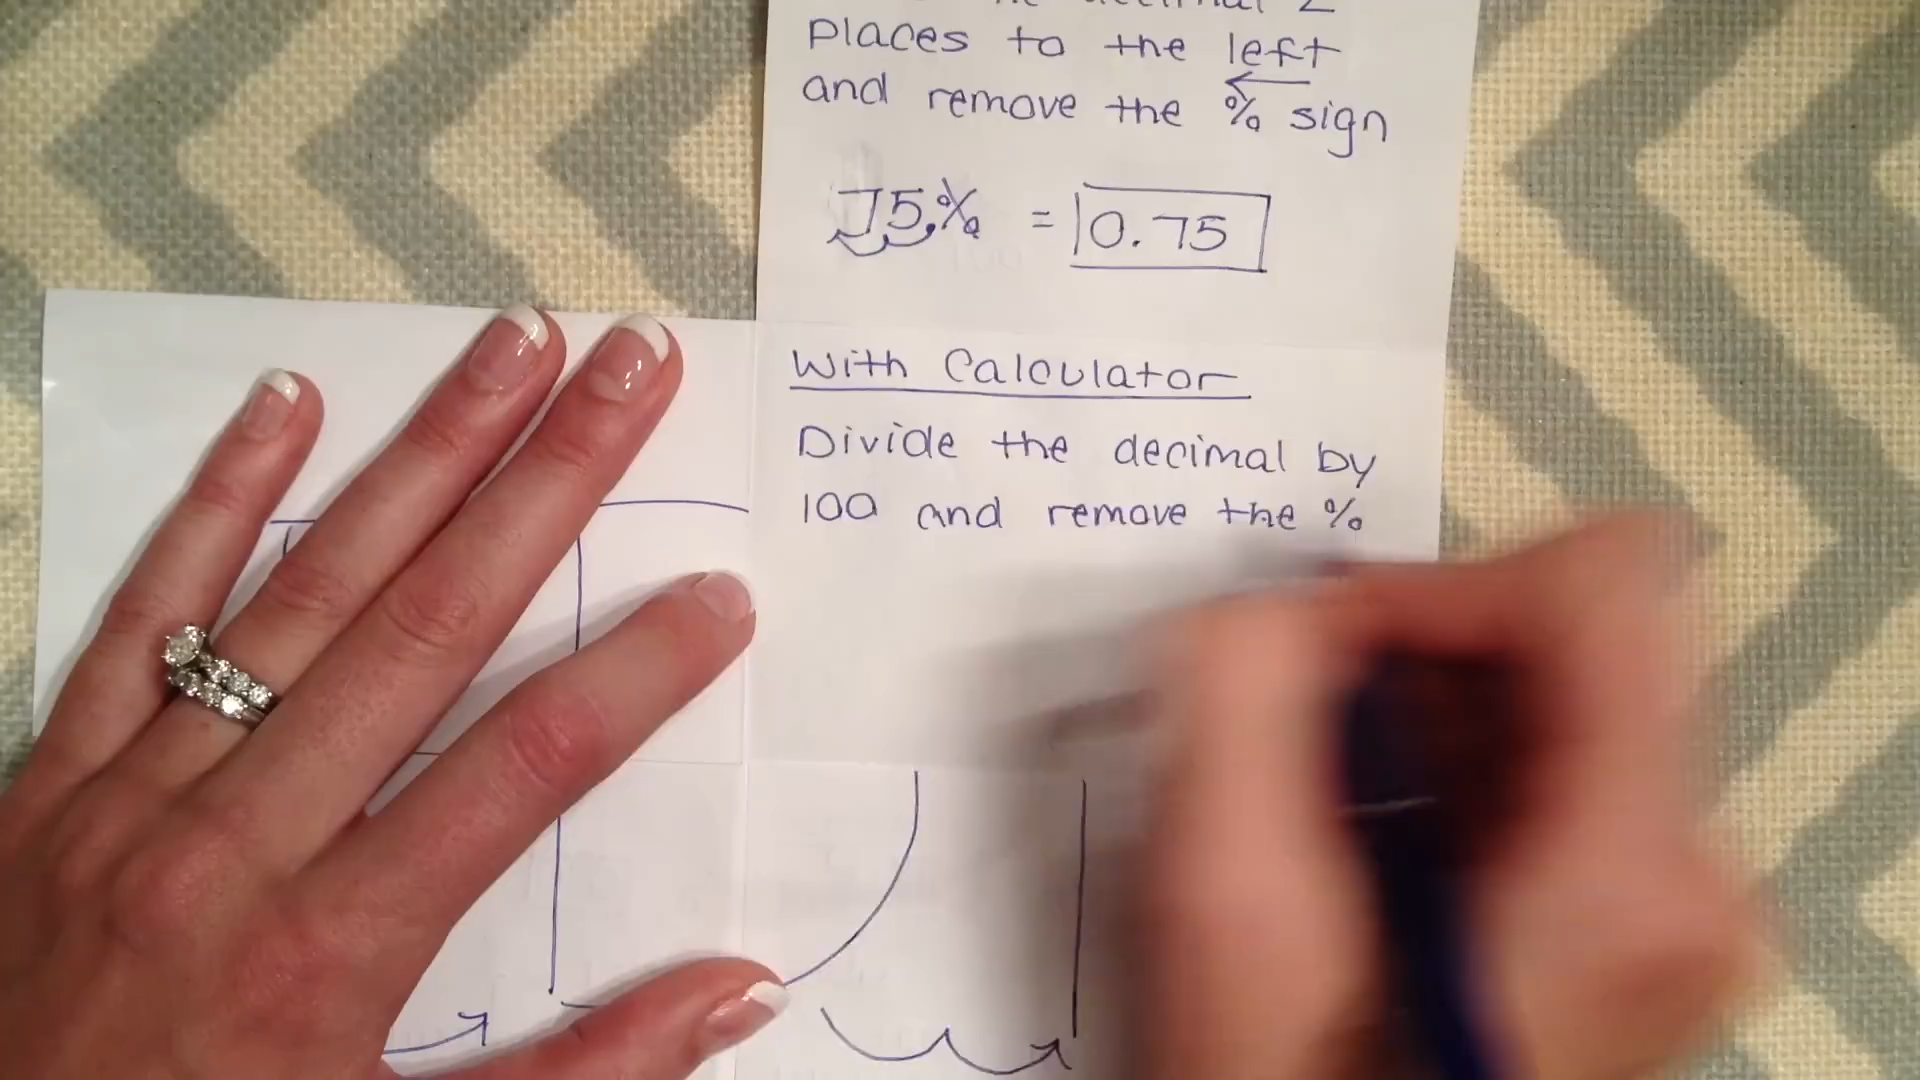 places to the left
and remove the % sign
75% = 0.75
With Calculator
Divide the decimal by
100 and remove the %